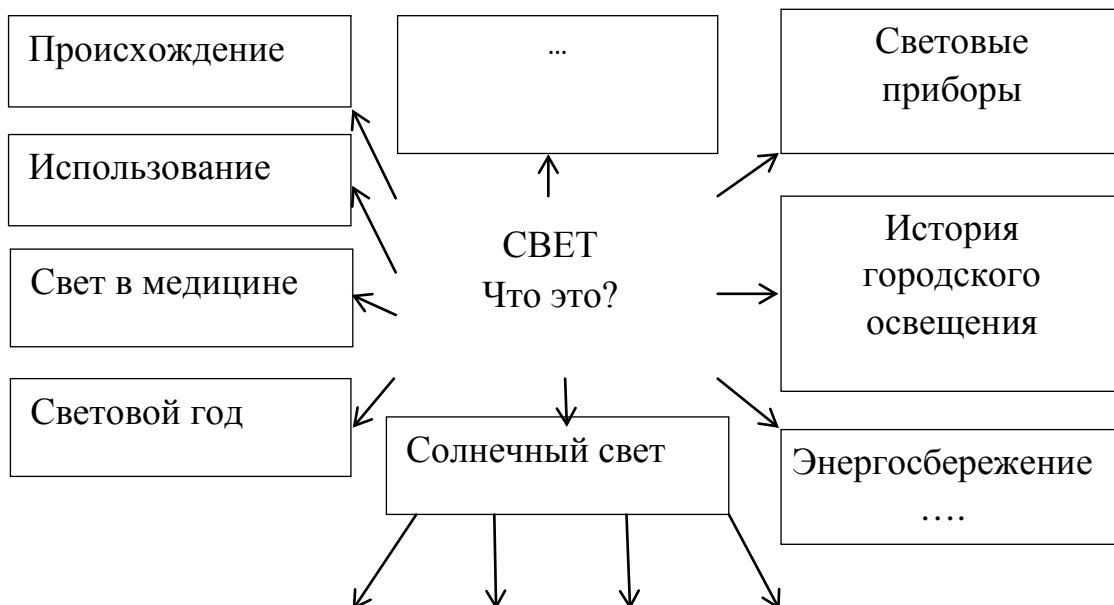 Происхождение
Использование
Свет в медицине
Световой год
...
СВЕТ
Что это?
Солнечный свет
Световые
приборы
История
городского
освещения
Энергосбережение
….